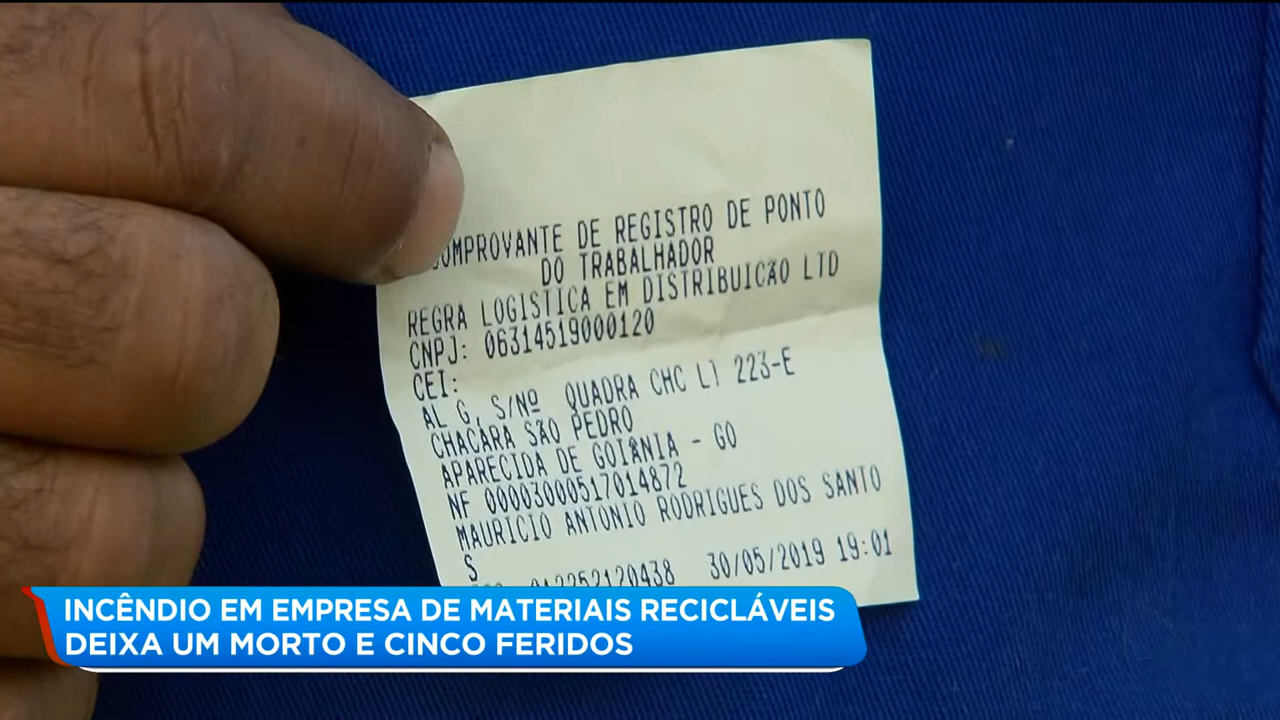 COMPROVANTE DE REGISTRO DE PONTO
DO TRABALHADOR
REGRA LOGISTICA EM DISTRIBUICÃO LTD
CNPJ: 06314519000120
CEI:
AL G, S/Nº QUADRA CHC LT 223-E
CHACARA SÃO PEDRO
APARECIDA DE GOIÂNIA - GO
NF 00003000517014872
MAURICIO ANTONIO RODRIGUES DOS SANTO
S
012252120438 30/05/2019 19:01
INCÊNDIO EM EMPRESA DE MATERIAIS RECICLÁVEIS
DEIXA UM MORTO E CINCO FERIDOS